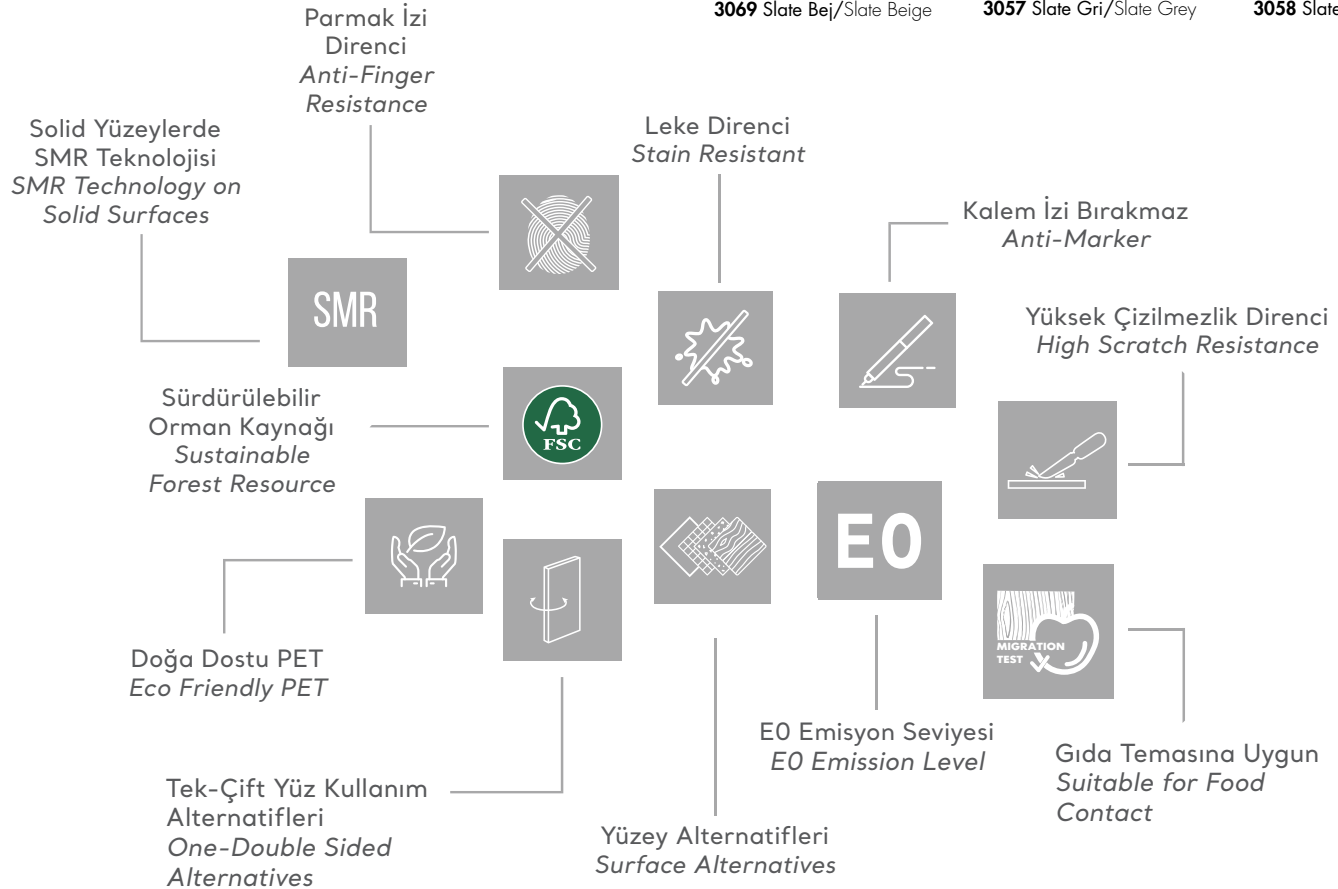 3069 Slate Bej/Slate Beige
3057 Slate Gri/Slate Grey
3058 Slate
Parmak İzi
Direnci
Anti-Finger
Resistance
Solid Yüzeylerde
SMR Teknolojisi
SMR Technology on
Solid Surfaces
Leke Direnci
Stain Resistant
Kalem İzi Bırakmaz
Anti-Marker
SMR
Yüksek Çizilmezlik Direnci
High Scratch Resistance
Sürdürülebilir
Orman Kaynağı
Sustainable
Forest Resource
FSC
E0
MIGRATION
TEST
Doğa Dostu PET
Eco Friendly PET
E0 Emisyon Seviyesi
E0 Emission Level
Gıda Temasına Uygun
Suitable for Food
Contact
Tek-Çift Yüz Kullanım
Alternatifleri
One-Double Sided
Alternatives
Yüzey Alternatifleri
Surface Alternatives